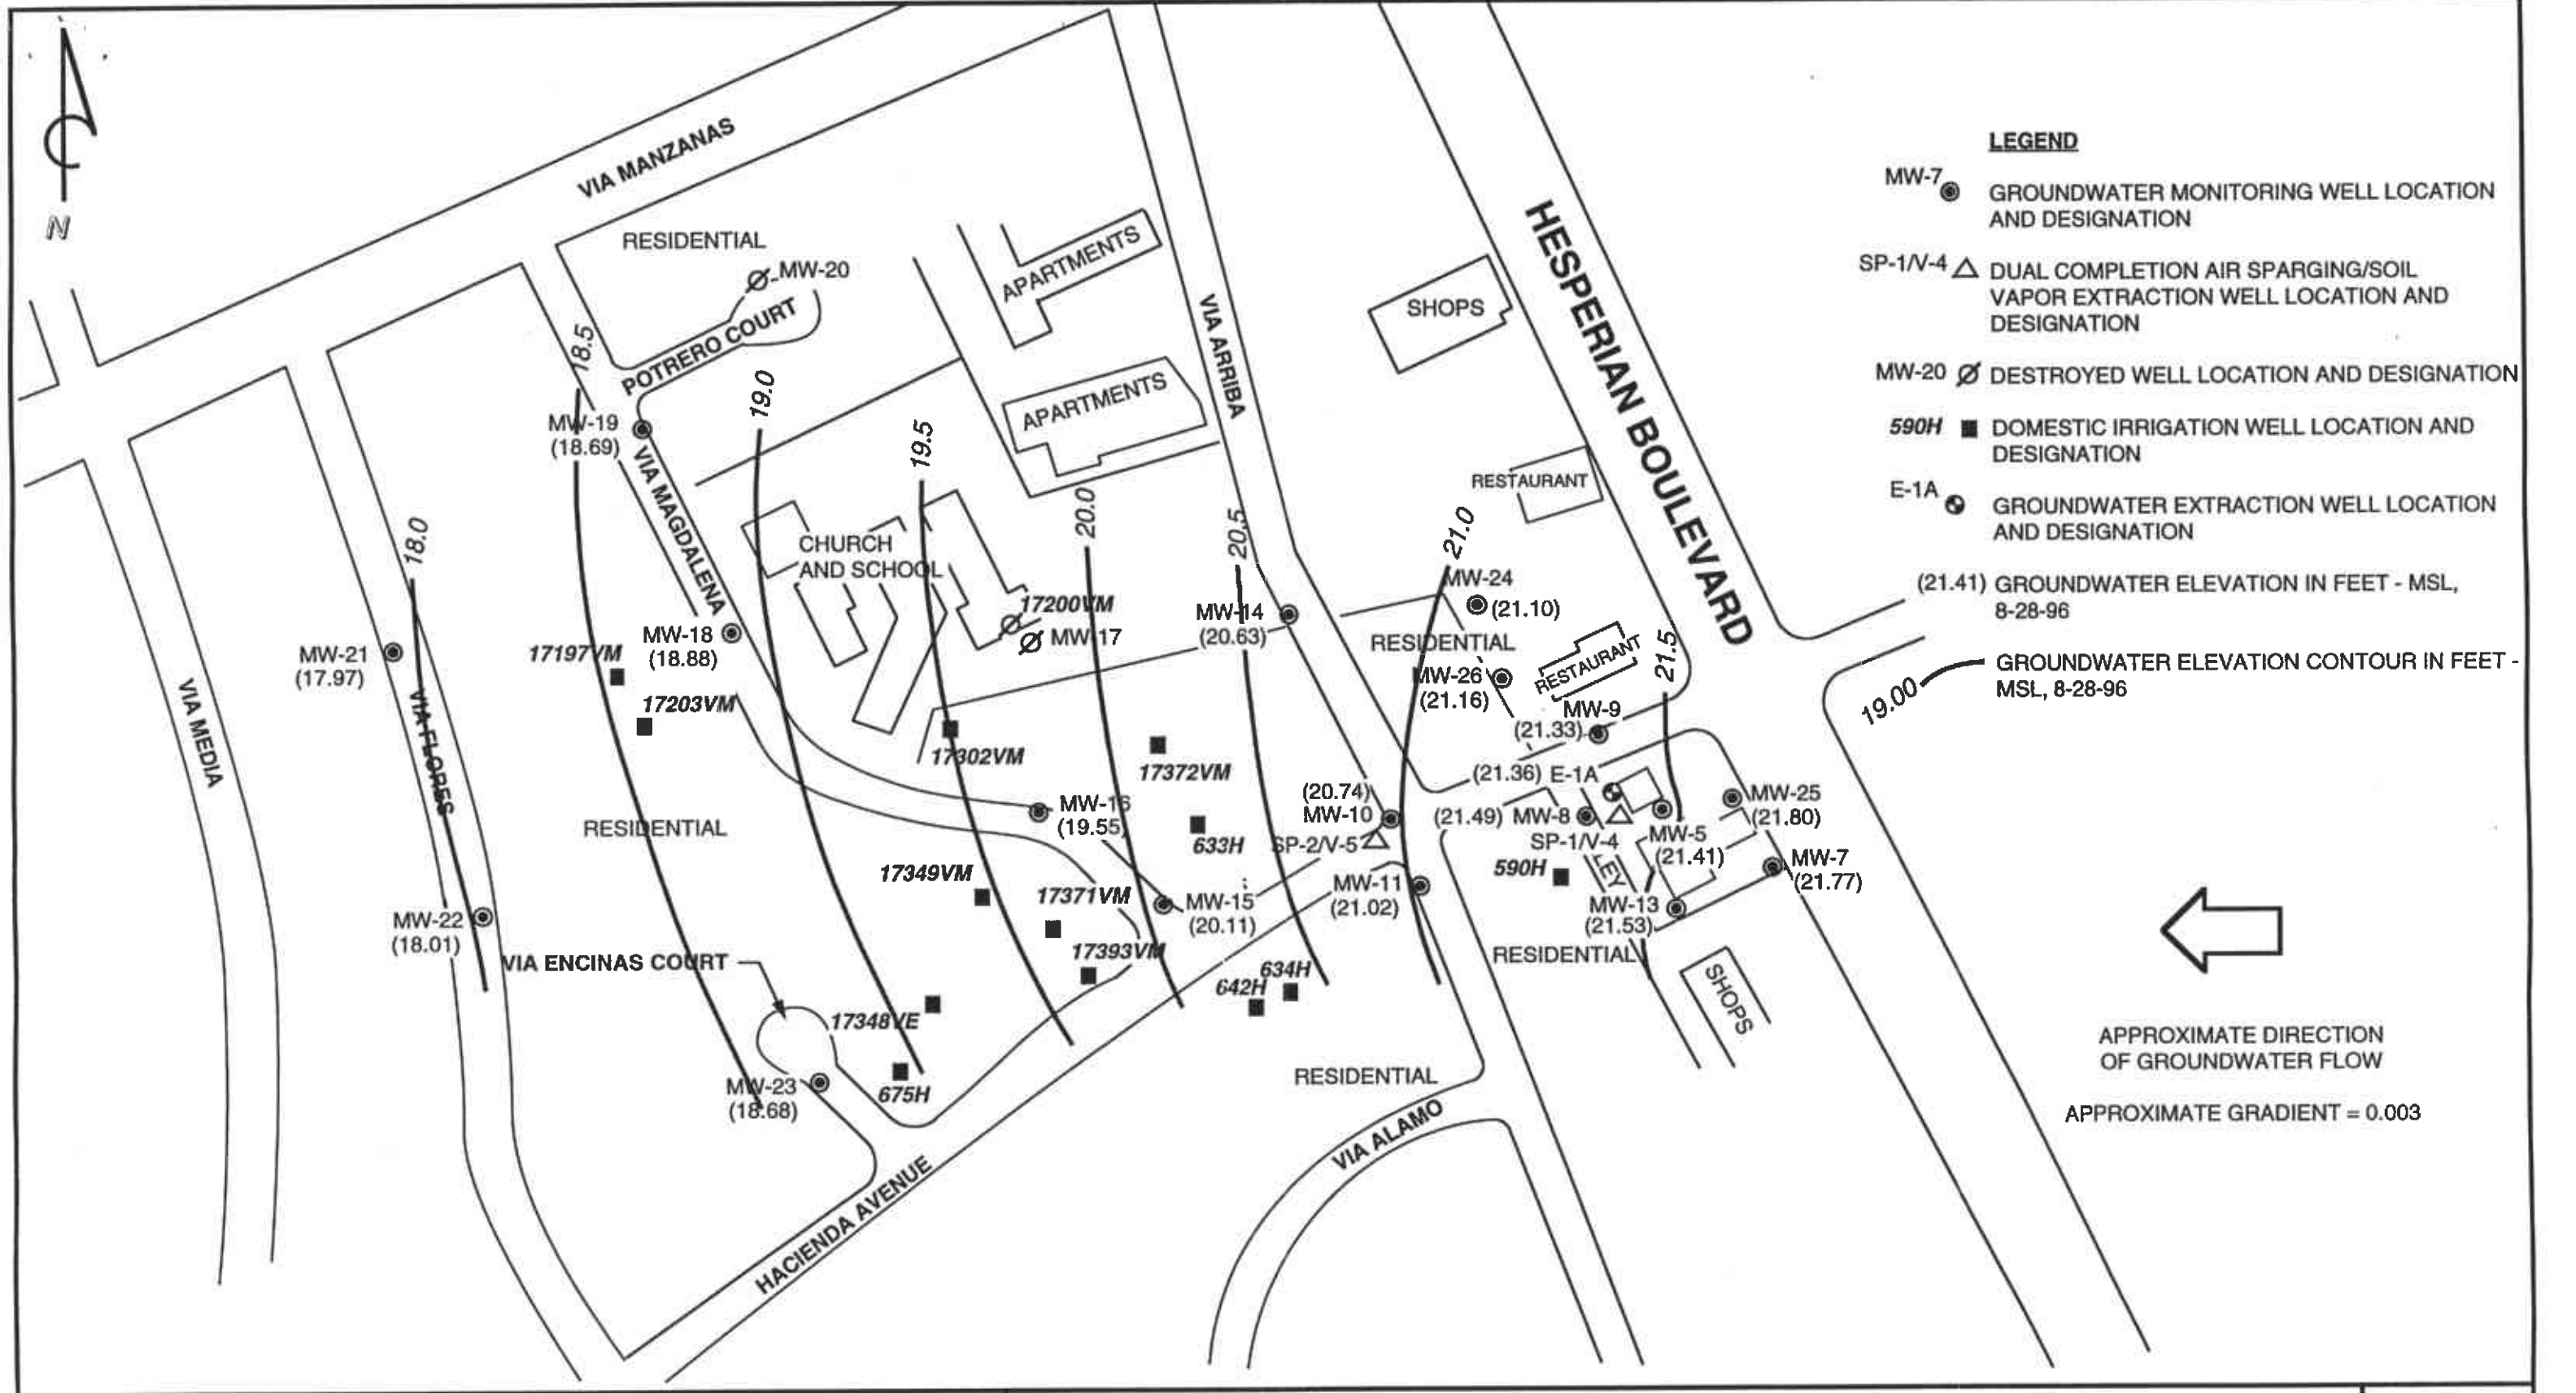 N
VIA MANZANAS
RESIDENTIAL
MW-20
POTRERO COURT
APARTMENTS
APARTMENTS
VIA ARRIBA
SHOPS
RESTAURANT
HESPERIAN BOULEVARD
18.5
19.0
19.5
20.0
20.5
21.0
21.5
18.0
MW-19
(18.69)
VIA MAGDALENA
CHURCH
AND SCHOOL
17200VM
MW-17
MW-14
(20.63)
MW-24
(21.10)
RESIDENTIAL
RESTAURANT
MW-26
(21.16)
MW-9
(21.33)
MW-21
(17.97)
VIA MEDIA
VIA FLORES
17197VM
MW-18
(18.88)
17203VM
17302VM
17372VM
(21.36) E-1A
(20.74)
MW-10
(21.49) MW-8
MW-25
(21.80)
MW-16
(19.55)
RESIDENTIAL
633H
SP-2/V-5
SP-1/V-4
MW-5
(21.41)
LEY
590H
MW-7
(21.77)
17349VM
17371VM
MW-15
(20.11)
MW-11
(21.02)
MW-13
(21.53)
MW-22
(18.01)
VIA ENCINAS COURT
17393VM
634H
642H
RESIDENTIAL
SHOPS
17348VE
MW-23
(18.68)
675H
RESIDENTIAL
VIA ALAMO
HACIENDA AVENUE
LEGEND
MW-7
GROUNDWATER MONITORING WELL LOCATION
AND DESIGNATION
SP-1/V-4
DUAL COMPLETION AIR SPARGING/SOIL
VAPOR EXTRACTION WELL LOCATION AND
DESIGNATION
MW-20
DESTROYED WELL LOCATION AND DESIGNATION
590H
DOMESTIC IRRIGATION WELL LOCATION AND
DESIGNATION
E-1A
GROUNDWATER EXTRACTION WELL LOCATION
AND DESIGNATION
(21.41) GROUNDWATER ELEVATION IN FEET - MSL,
8-28-96
19.00
GROUNDWATER ELEVATION CONTOUR IN FEET -
MSL, 8-28-96
APPROXIMATE DIRECTION
OF GROUNDWATER FLOW
APPROXIMATE GRADIENT = 0.003